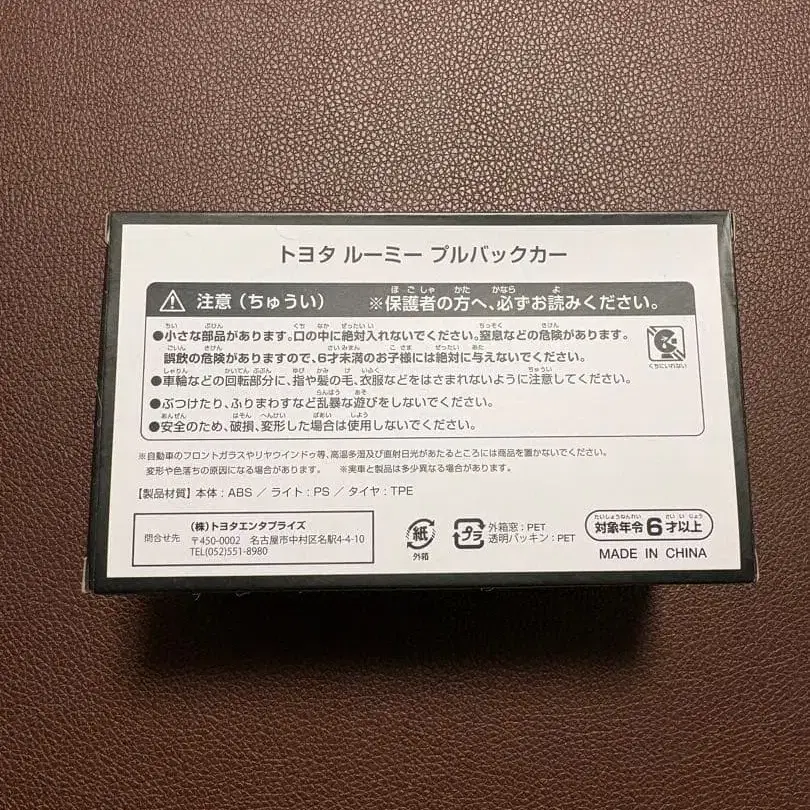 トヨタ ルーミー プルバックカー
注意（ちゅうい） ※保護者の方へ、必ずお読みください。
●小さな部品があります。口の中に絶対入れないでください。窒息などの危険があります。
誤飲の危険がありますので、6才未満のお子様には絶対に与えないでください。
●車輪などの回転部分に、指や髪の毛、衣服などをはさまれないように注意してください。
●ぶつけたり、ふりまわすなど乱暴な遊びをしないでください。
●安全のため、破損、変形した場合は使用しないでください。
くちにいれない
※自動車のフロントガラスやリヤウインドゥ等、高温多湿及び直射日光があたるところには商品を置かないでください。
変形や色落ちの原因になる場合があります。 ※実車と製品は多少異なる場合があります。
【製品材質】本体：ABS ／ ライト：PS ／ タイヤ：TPE
問合せ先
（株）トヨタエンタプライズ
〒450-0002 名古屋市中村区名駅4-4-10
TEL(052)551-8980
紙
外箱
プラ
外箱窓：PET
透明パッキン：PET
対象年令6才以上
MADE IN CHINA